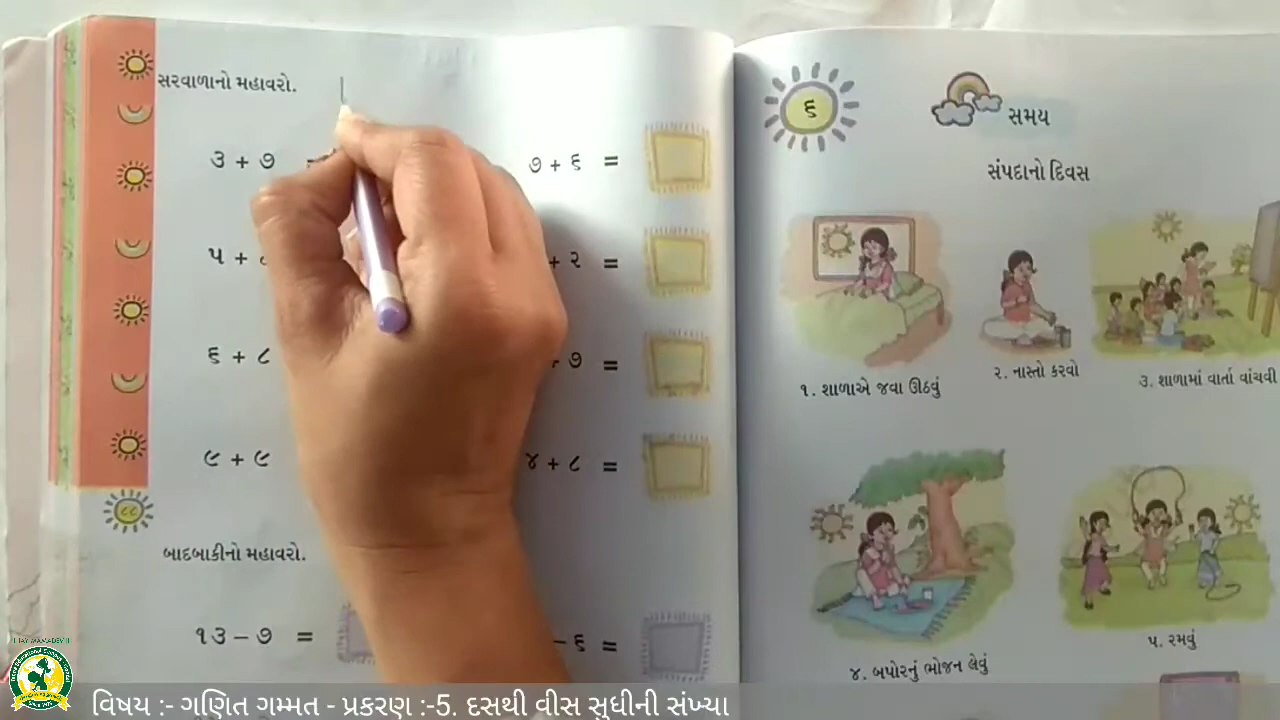 સરવાળાનો મહાવરો.
૩ + ૭
૭ + ૬ =
૫ +
+ ૨ =
૬ + ૮
+ ૭ =
૯ + ૯
૪ + ૮ =
૮૮
બાદબાકીનો મહાવરો.
૧૩ – ૭ =
– ૬ =
૬
સમય
સંપદાનો દિવસ
૧. શાળાએ જવા ઊઠવું
૨. નાસ્તો કરવો
૩. શાળામાં વાર્તા વાંચવી
૪. બપોરનું ભોજન લેવું
૫. રમવું
વિષય :- ગણિત ગમ્મત - પ્રકરણ :-5. દસથી વીસ સુધીની સંખ્યા